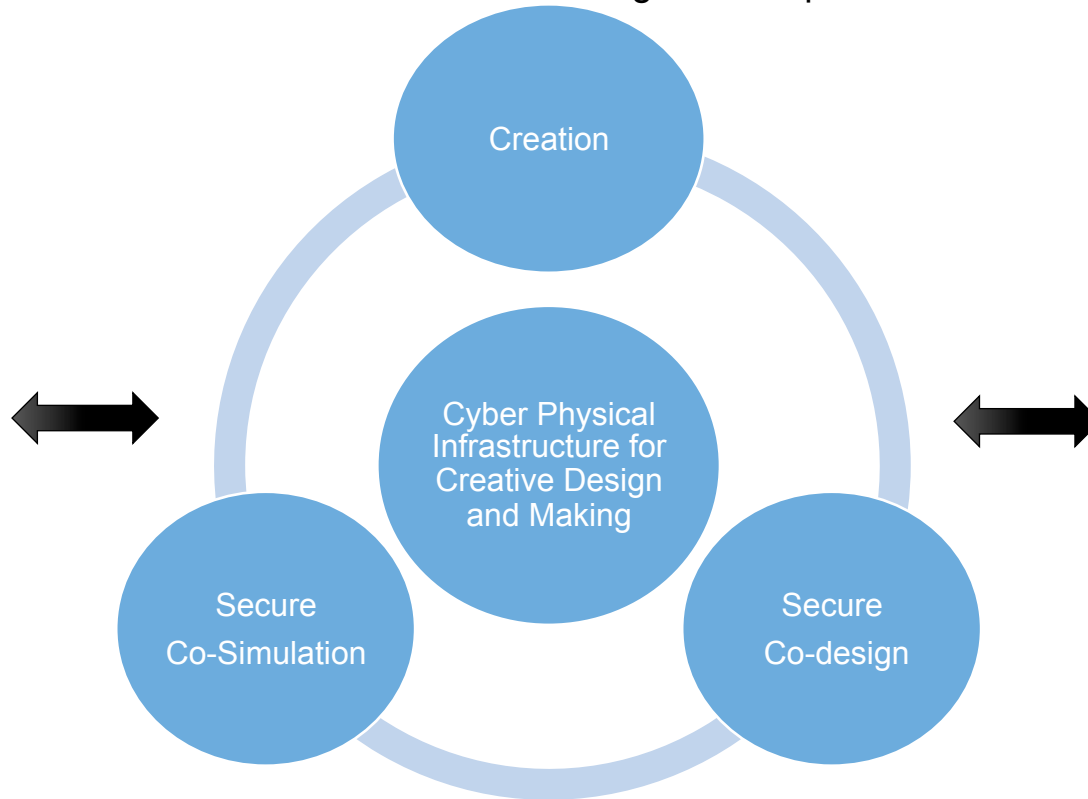 Creation
Cyber Physical
Infrastructure for
Creative Design
and Making
Secure
Co-Simulation
Secure
Co-design